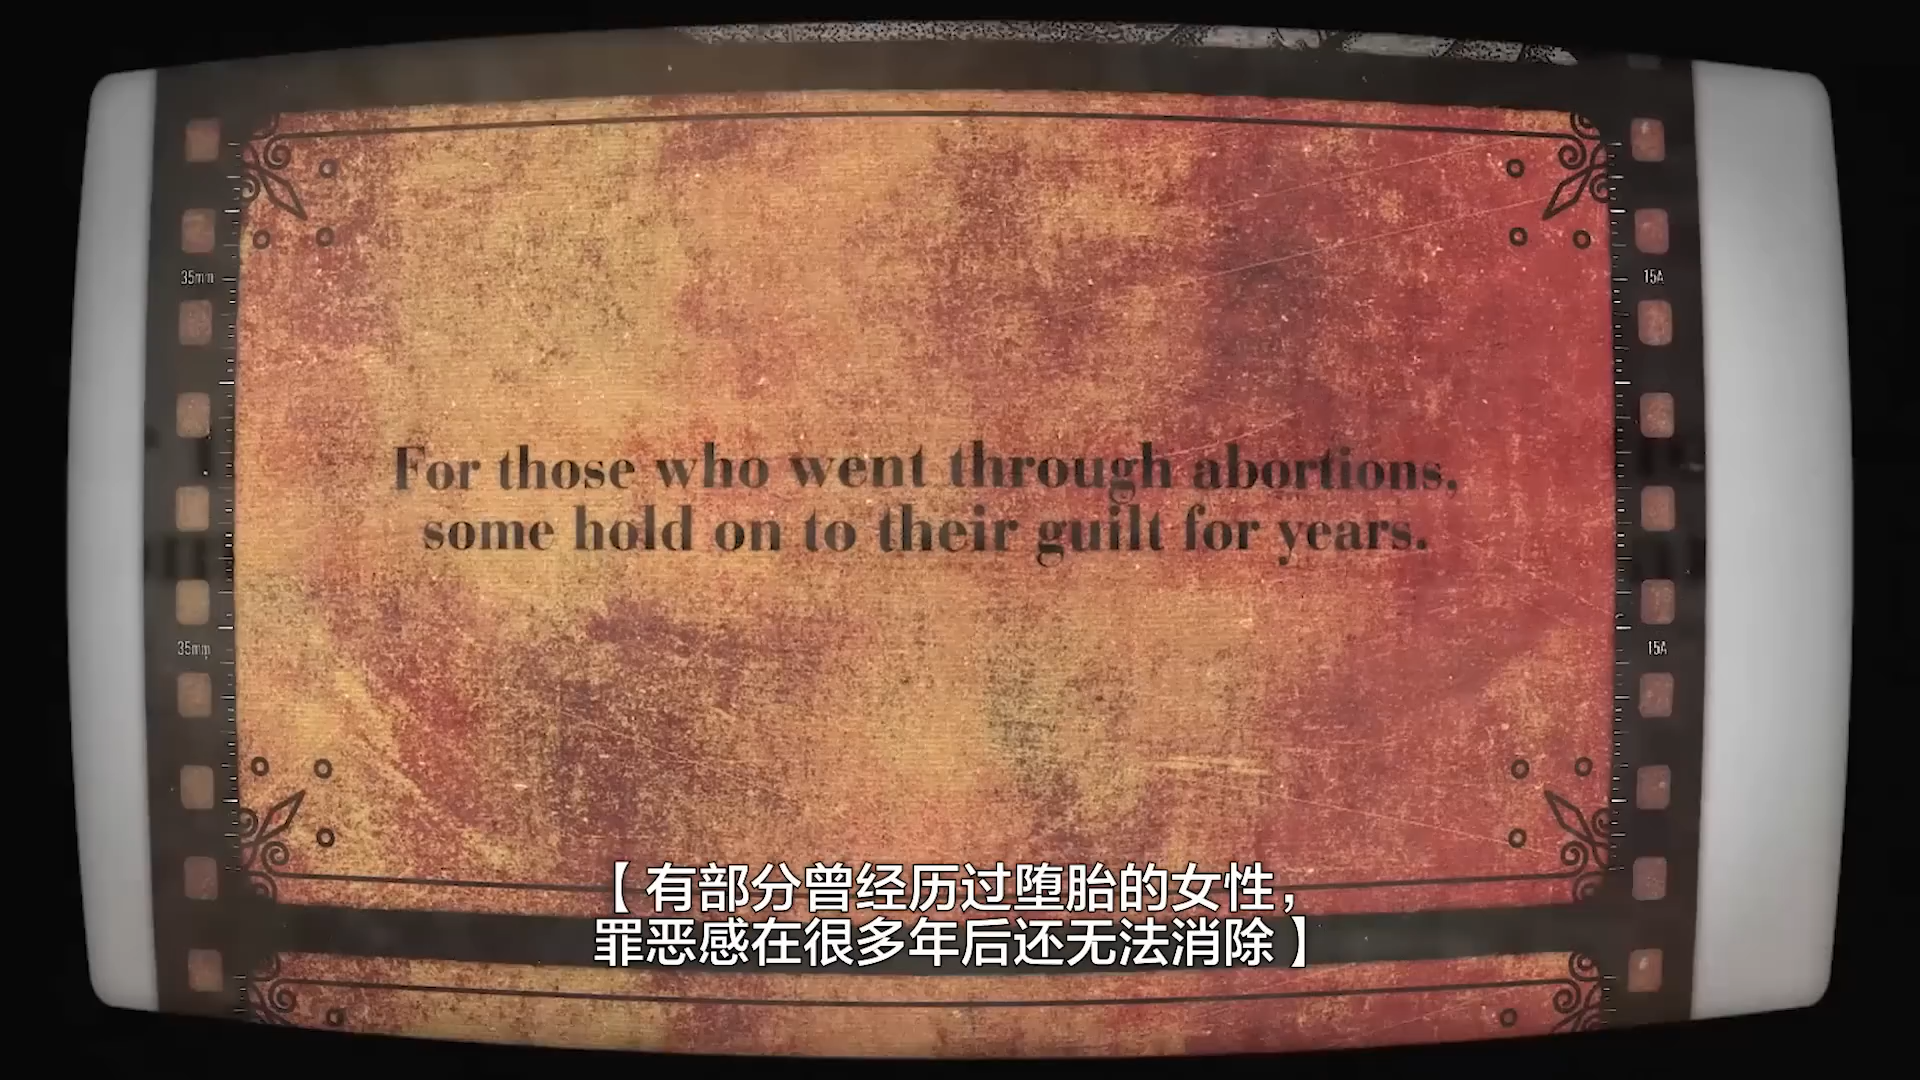 35mm
15A
For those who went through abortions,
some hold on to their guilt for years.
35mm
15A
【有部分曾经历过堕胎的女性，
罪恶感在很多年后还无法消除】